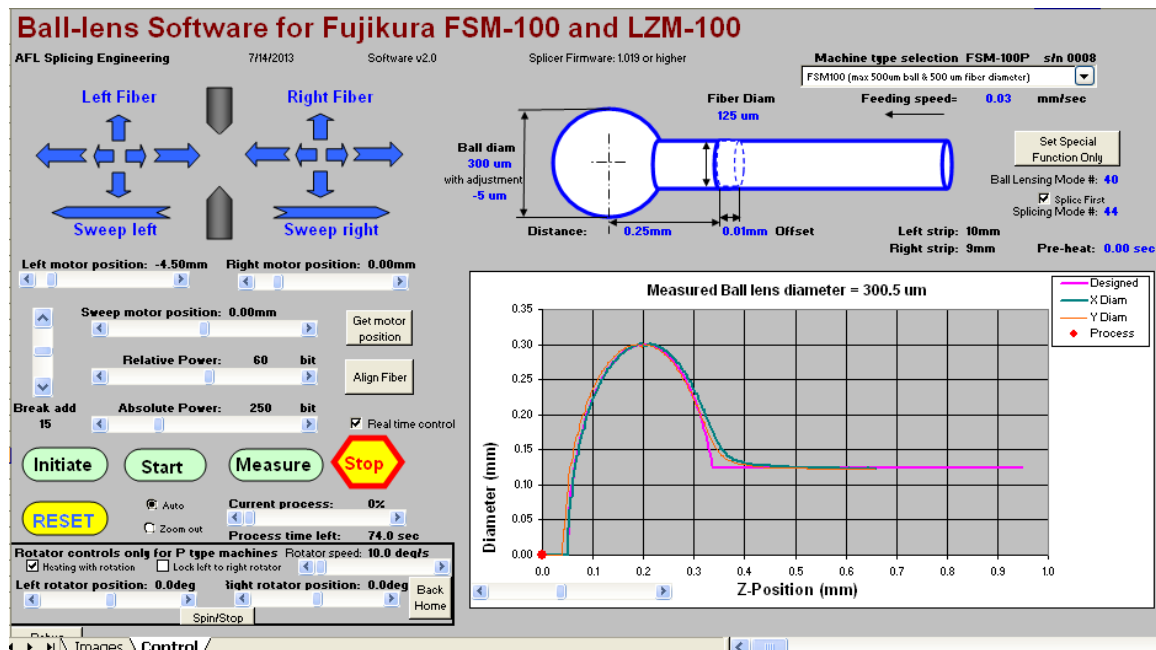 Ball-lens Software for Fujikura FSM-100 and LZM-100
AFL Splicing Engineering 7/14/2013 Software v2.0 Splicer Firmware: 1.019 or higher Machine type selection FSM-100P s/n 0008
FSM100 (max 500um ball & 500 um fiber diameter)
Left Fiber Right Fiber
Fiber Diam Feeding speed= 0.03 mm/sec
125 um
Set Special
Function Only
Ball diam
300 um
with adjustment
-5 um
Ball Lensing Mode #: 40
Splice First
Splicing Mode #: 44
Sweep left Sweep right
Distance: 0.25mm 0.01mm Offset Left strip: 10mm
Right strip: 9mm Pre-heat: 0.00 sec
Left motor position: -4.50mm Right motor position: 0.00mm
Sweep motor position: 0.00mm
Get motor
position
Relative Power: 60 bit
Align Fiber
Break add
15
Absolute Power: 250 bit
Real time control
Initiate Start Measure Stop
RESET
Auto
Zoom out
Current process: 0%
Process time left: 74.0 sec
Rotator controls only for P type machines Rotator speed: 10.0 deg/s
Heating with rotation Lock left to right rotator
Left rotator position: 0.0deg Right rotator position: 0.0deg
Back
Home
Spin/Stop
Measured Ball lens diameter = 300.5 um
Designed
X Diam
Y Diam
Process
Diameter (mm)
0.35
0.30
0.25
0.20
0.15
0.10
0.05
0.00
0.0 0.1 0.2 0.3 0.4 0.5 0.6 0.7 0.8 0.9 1.0
Z-Position (mm)
Images Control